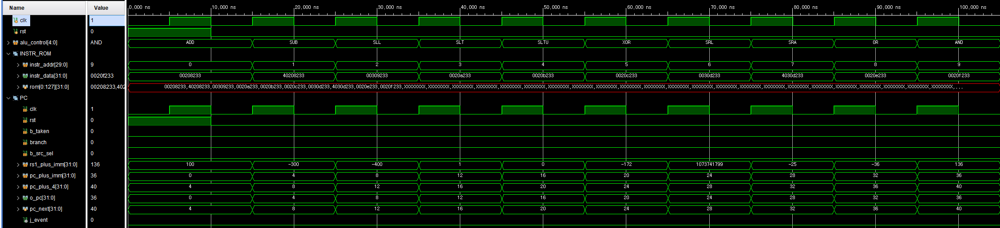 Name Value 0,000 ns 10,000 ns 20,000 ns 30,000 ns 40,000 ns 50,000 ns 60,000 ns 70,000 ns 80,000 ns 90,000 ns 100,000 ns
clk 1
rst 0
alu_control[4:0] AND ADD SUB SLL SLT SLTU XOR SRL SRA OR AND
INSTR_ROM
instr_addr[29:0] 9 0 1 2 3 4 5 6 7 8 9
instr_data[31:0] 0020f233 00208233 40208233 00309233 0020a233 0020b233 0020c233 0030d233 4030d233 0020e233 0020f233
rom[0:127][31:0] 00208233,402 00208233,40208233,00309233,0020a233,0020b233,0020c233,0030d233,4030d233,0020e233,0020f233,XXXXXXXX,XXXXXXXX,XXXXXXXX,XXXXXXXX,XXXXXXXX,XXXXXXXX,XXXXXXXX,XXXXXXXX,XXXXXXXX,XXXXXXXX,XXXXXXXX,XXXXXXXX,XXXXXXXX,XXXXXXXX,XXXXXXXX,XXXXXXXX,XXXXXXXX,XXXXXXXX,XXXXXXXX,XXXXXXXX,XXXXXXXX,XXXXXXXX,XXXXXXXX,...
PC
clk 1
rst 0
b_taken 0
branch 0
b_src_sel 0
rs1_plus_imm[31:0] 136 100 -300 -400 1 0 -172 1073741799 -25 -36 136
pc_plus_imm[31:0] 36 0 4 8 12 16 20 24 28 32 36
pc_plus_4[31:0] 40 4 8 12 16 20 24 28 32 36 40
o_pc[31:0] 36 0 4 8 12 16 20 24 28 32 36
pc_next[31:0] 40 4 8 12 16 20 24 28 32 36 40
j_event 0